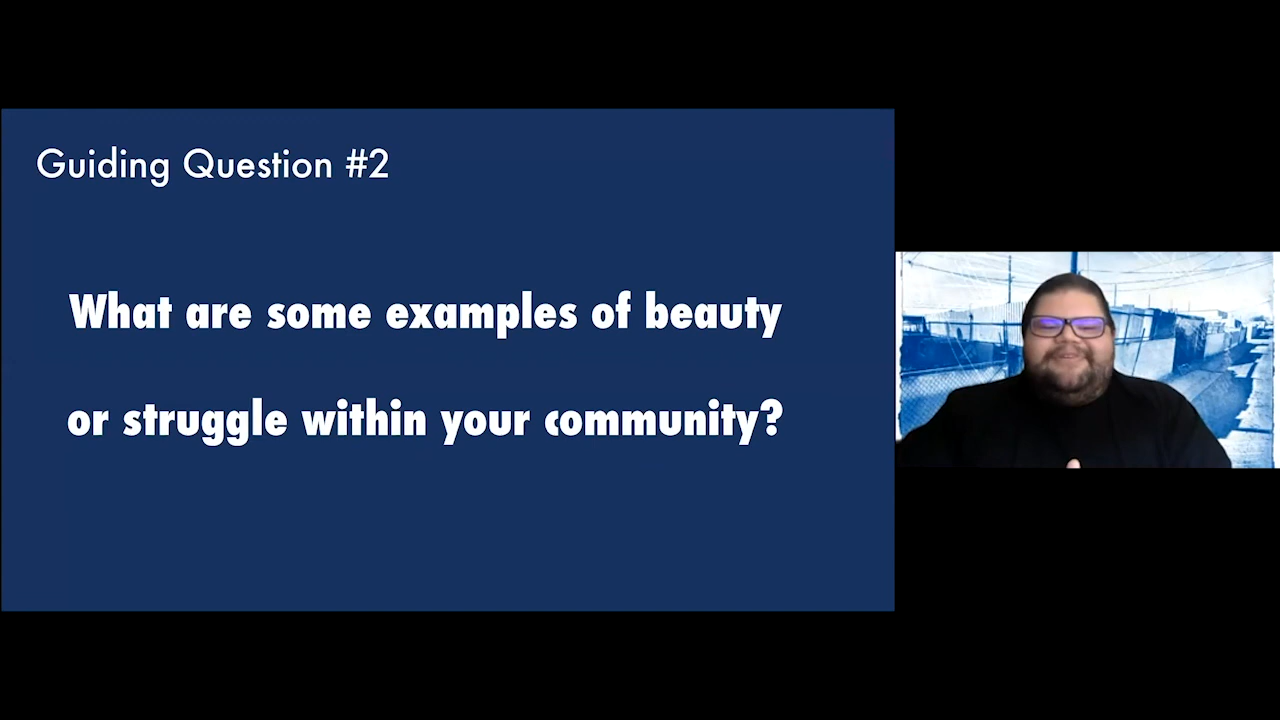 Guiding Question #2
What are some examples of beauty
or struggle within your community?